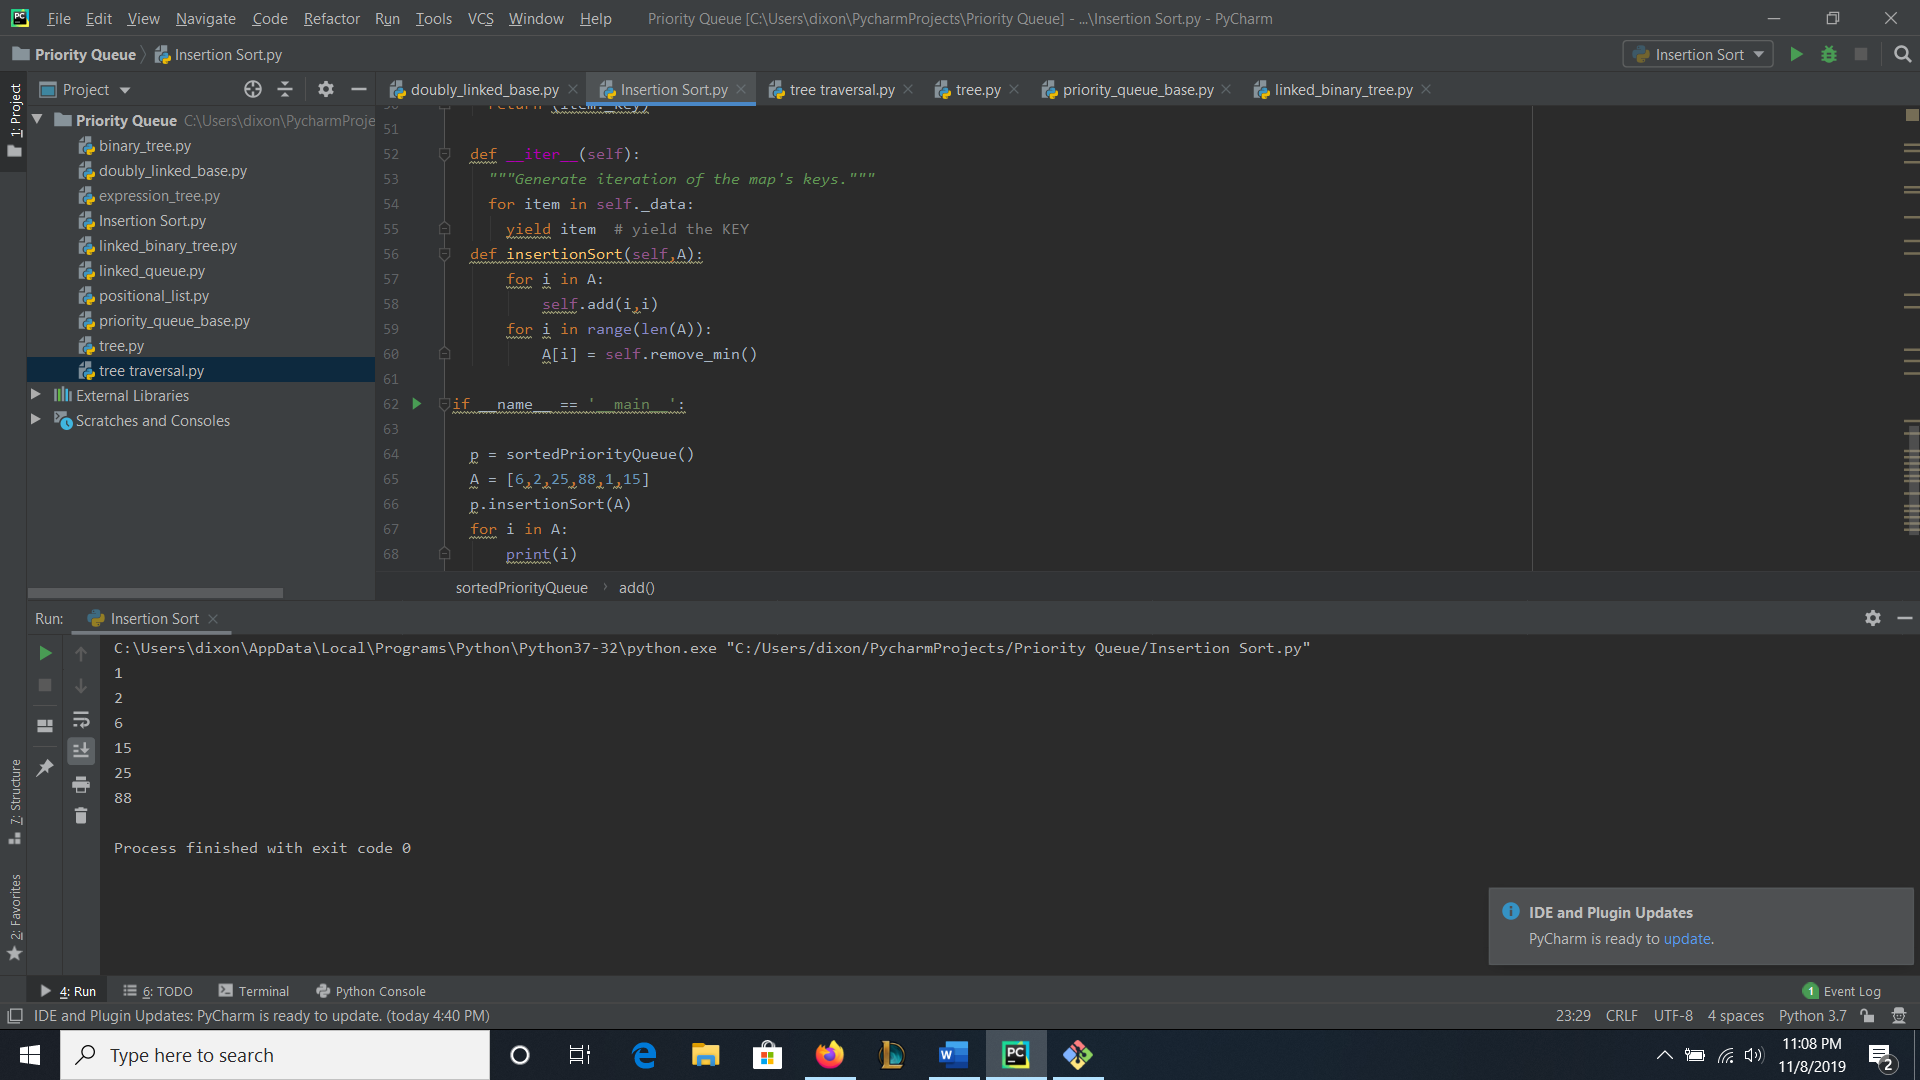 File Edit View Navigate Code Refactor Run Tools VCS Window Help Priority Queue [C:\Users\dixon\PycharmProjects\Priority Queue] - ...\Insertion Sort.py - PyCharm
Priority Queue Insertion Sort.py Insertion Sort
1: Project
Project
doubly_linked_base.py Insertion Sort.py tree traversal.py tree.py priority_queue_base.py linked_binary_tree.py
Priority Queue C:\Users\dixon\PycharmProje
binary_tree.py
doubly_linked_base.py
expression_tree.py
Insertion Sort.py
linked_binary_tree.py
linked_queue.py
positional_list.py
priority_queue_base.py
tree.py
tree traversal.py
External Libraries
Scratches and Consoles
50 return (item._key)
51
52 def __iter__(self):
53 """Generate iteration of the map's keys."""
54 for item in self._data:
55 yield item # yield the KEY
56 def insertionSort(self,A):
57 for i in A:
58 self.add(i,i)
59 for i in range(len(A)):
60 A[i] = self.remove_min()
61
62 if __name__ == '__main__':
63
64 p = sortedPriorityQueue()
65 A = [6,2,25,88,1,15]
66 p.insertionSort(A)
67 for i in A:
68 print(i)
sortedPriorityQueue add()
Run: Insertion Sort
C:\Users\dixon\AppData\Local\Programs\Python\Python37-32\python.exe "C:/Users/dixon/PycharmProjects/Priority Queue/Insertion Sort.py"
1
2
6
15
25
88
Process finished with exit code 0
7: Structure
2: Favorites
IDE and Plugin Updates
PyCharm is ready to update.
4: Run 6: TODO Terminal Python Console 1 Event Log
IDE and Plugin Updates: PyCharm is ready to update. (today 4:40 PM) 23:29 CRLF UTF-8 4 spaces Python 3.7
Type here to search
11:08 PM
11/8/2019
2